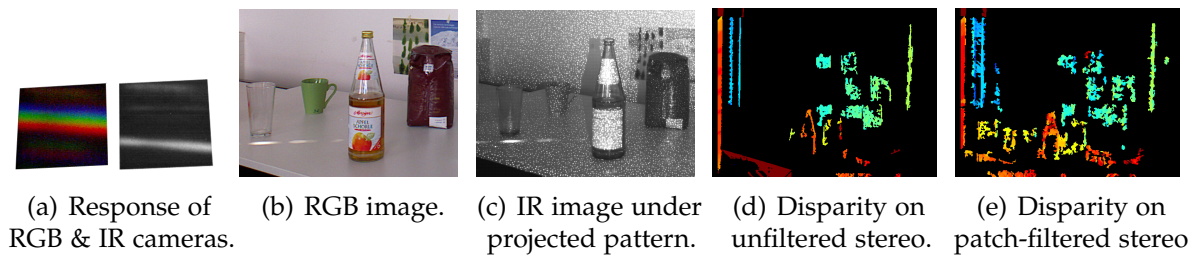 (a) Response of
RGB & IR cameras.
(b) RGB image.
(c) IR image under
projected pattern.
(d) Disparity on
unfiltered stereo.
(e) Disparity on
patch-filtered stereo